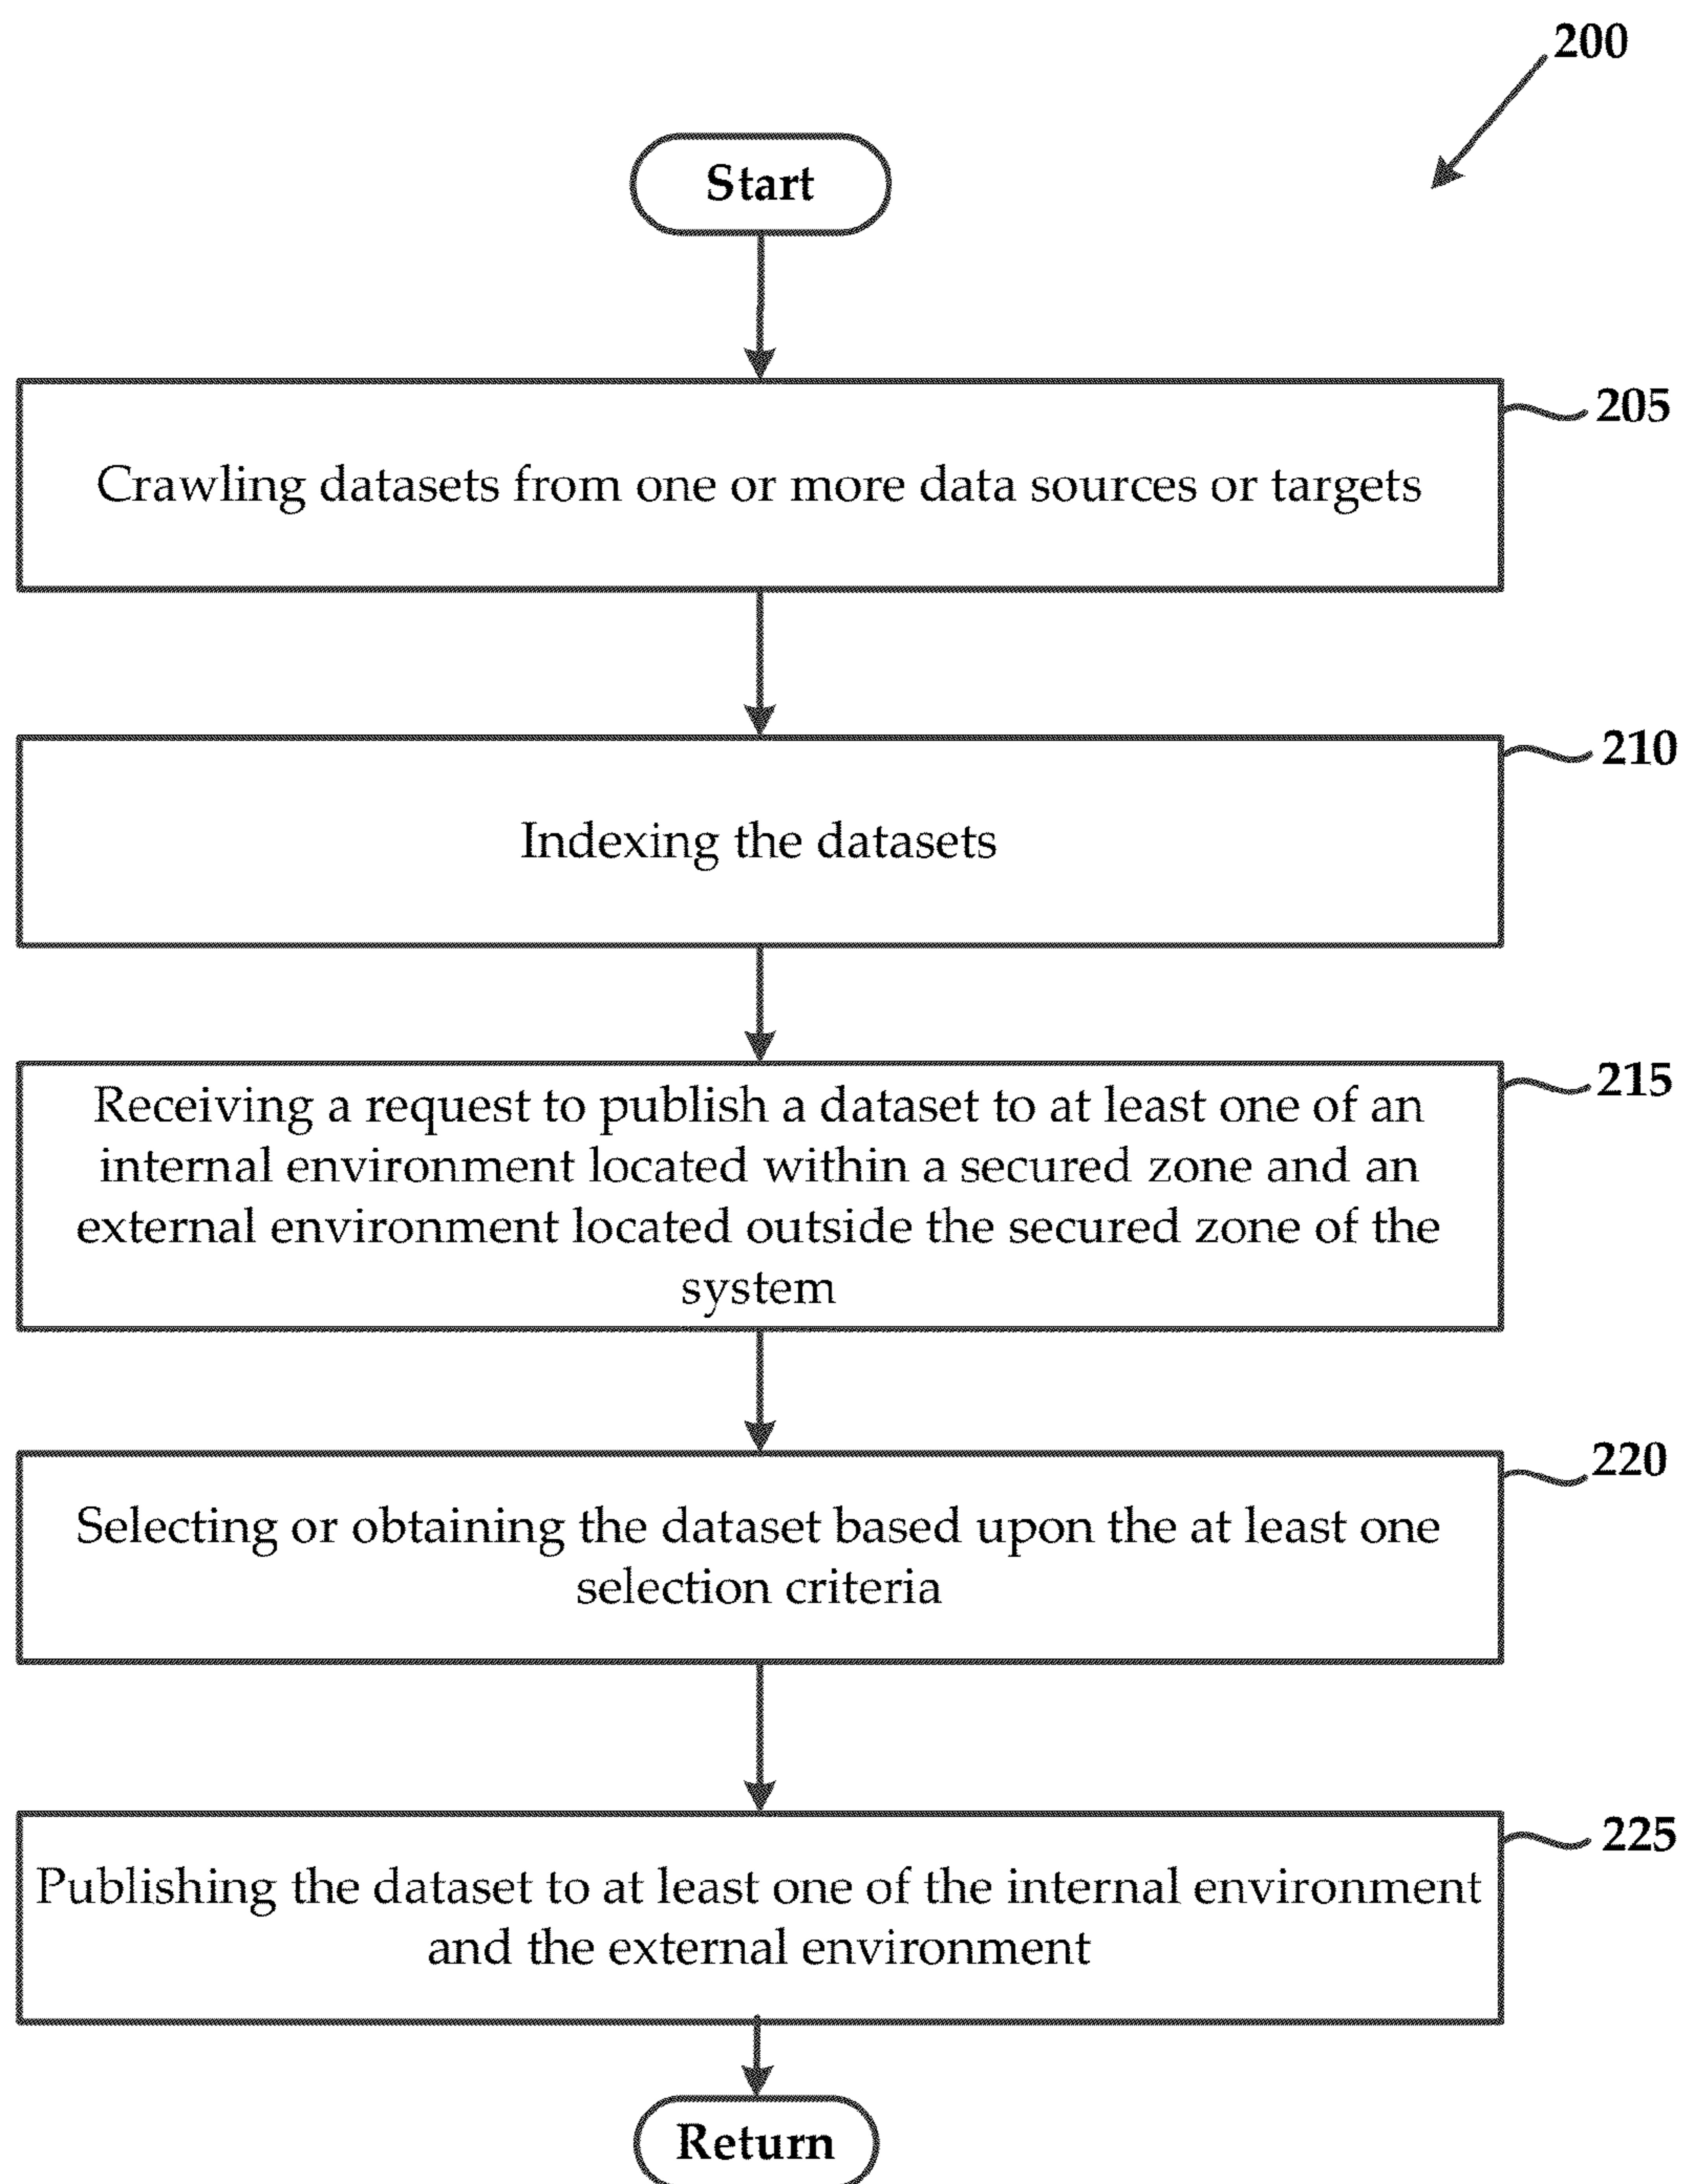 200
Start
205
Crawling datasets from one or more data sources or targets
210
Indexing the datasets
215
Receiving a request to publish a dataset to at least one of an
internal environment located within a secured zone and an
external environment located outside the secured zone of the
system
220
Selecting or obtaining the dataset based upon the at least one
selection criteria
225
Publishing the dataset to at least one of the internal environment
and the external environment
Return